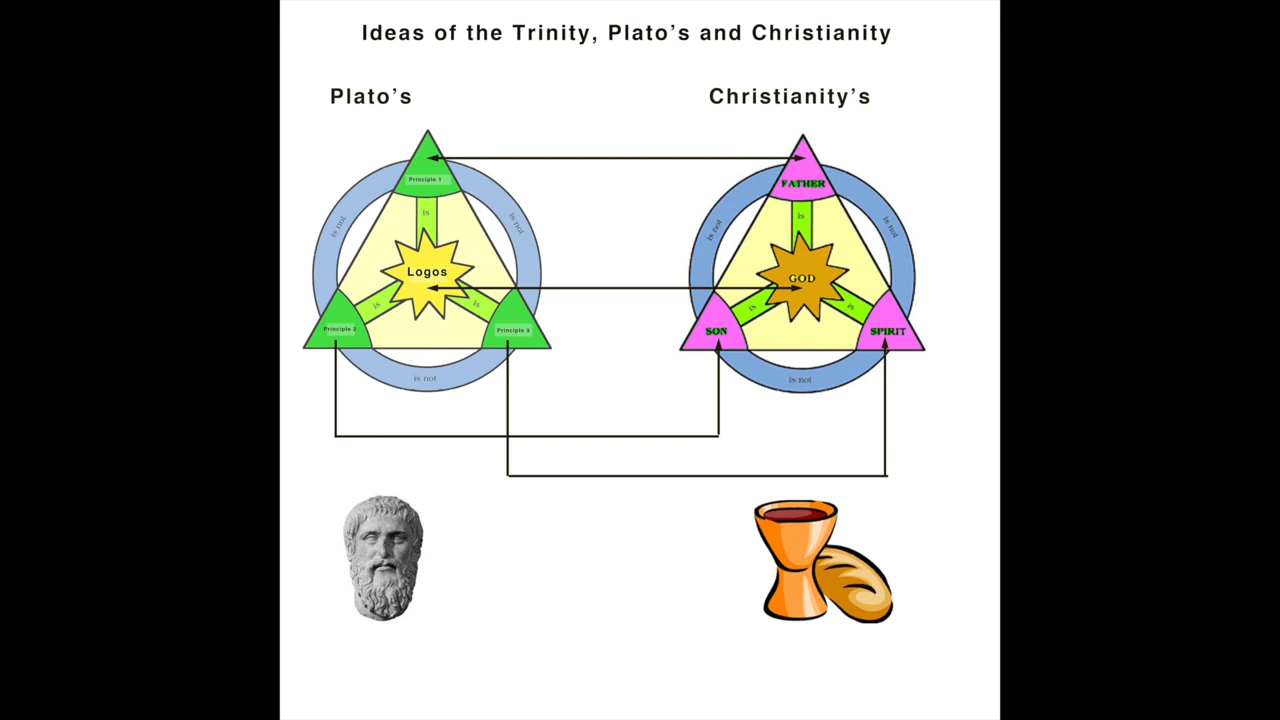 Ideas of the Trinity, Plato's and Christianity
Plato's
Christianity's
Principle 1
is
is not
is not
Logos
is
is
Principle 2
Principle 3
is not
FATHER
is
is not
is not
GOD
is
is
SON
SPIRIT
is not